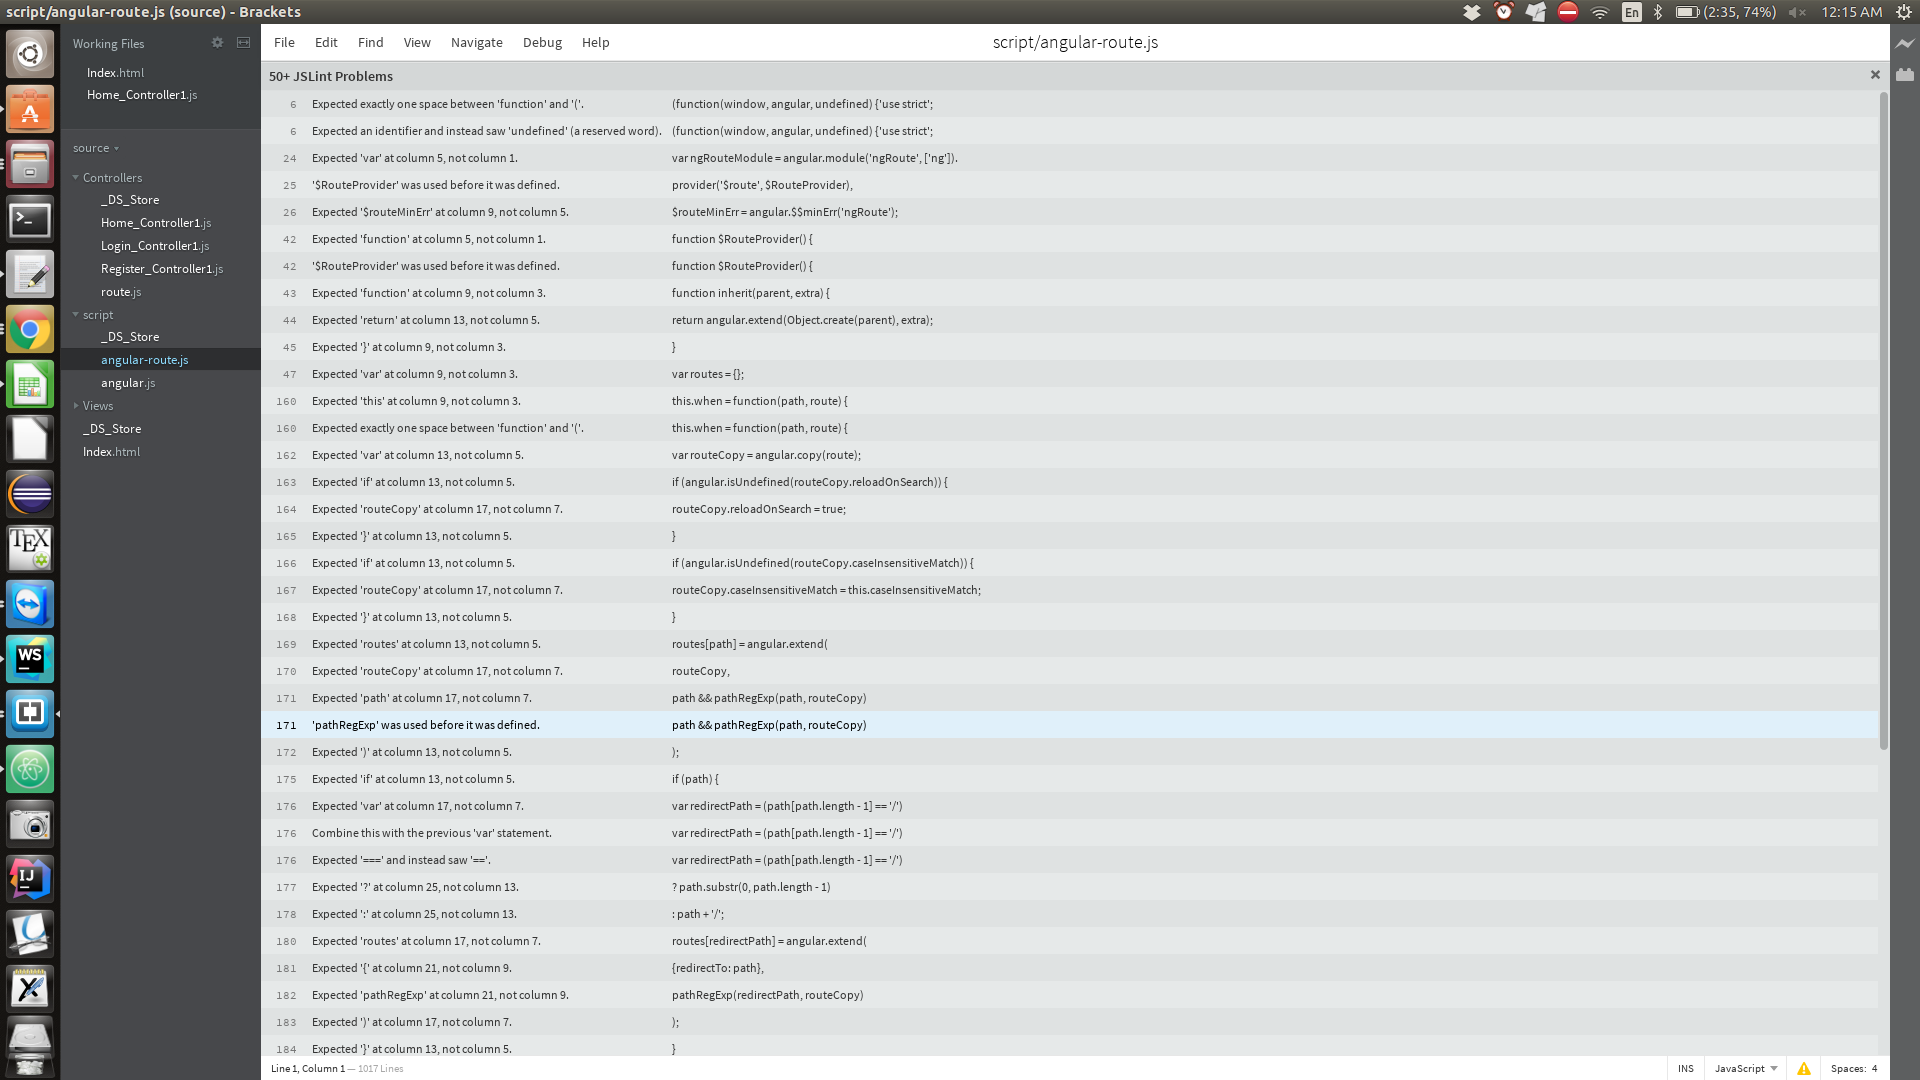 script/angular-route.js (source) - Brackets
En
(2:35, 74%)
12:15 AM
Working Files
Index.html
Home_Controller1.js
source
Controllers
_DS_Store
Home_Controller1.js
Login_Controller1.js
Register_Controller1.js
route.js
script
_DS_Store
angular-route.js
angular.js
Views
_DS_Store
Index.html
File Edit Find View Navigate Debug Help
script/angular-route.js
50+ JSLint Problems
6 Expected exactly one space between 'function' and '('. (function(window, angular, undefined) {'use strict';
6 Expected an identifier and instead saw 'undefined' (a reserved word). (function(window, angular, undefined) {'use strict';
24 Expected 'var' at column 5, not column 1. var ngRouteModule = angular.module('ngRoute', ['ng']).
25 '$RouteProvider' was used before it was defined. provider('$route', $RouteProvider),
26 Expected '$routeMinErr' at column 9, not column 5. $routeMinErr = angular.$$minErr('ngRoute');
42 Expected 'function' at column 5, not column 1. function $RouteProvider() {
42 '$RouteProvider' was used before it was defined. function $RouteProvider() {
43 Expected 'function' at column 9, not column 3. function inherit(parent, extra) {
44 Expected 'return' at column 13, not column 5. return angular.extend(Object.create(parent), extra);
45 Expected '}' at column 9, not column 3. }
47 Expected 'var' at column 9, not column 3. var routes = {};
160 Expected 'this' at column 9, not column 3. this.when = function(path, route) {
160 Expected exactly one space between 'function' and '('. this.when = function(path, route) {
162 Expected 'var' at column 13, not column 5. var routeCopy = angular.copy(route);
163 Expected 'if' at column 13, not column 5. if (angular.isUndefined(routeCopy.reloadOnSearch)) {
164 Expected 'routeCopy' at column 17, not column 7. routeCopy.reloadOnSearch = true;
165 Expected '}' at column 13, not column 5. }
166 Expected 'if' at column 13, not column 5. if (angular.isUndefined(routeCopy.caseInsensitiveMatch)) {
167 Expected 'routeCopy' at column 17, not column 7. routeCopy.caseInsensitiveMatch = this.caseInsensitiveMatch;
168 Expected '}' at column 13, not column 5. }
169 Expected 'routes' at column 13, not column 5. routes[path] = angular.extend(
170 Expected 'routeCopy' at column 17, not column 7. routeCopy,
171 Expected 'path' at column 17, not column 7. path && pathRegExp(path, routeCopy)
171 'pathRegExp' was used before it was defined. path && pathRegExp(path, routeCopy)
172 Expected ')' at column 13, not column 5. );
175 Expected 'if' at column 13, not column 5. if (path) {
176 Expected 'var' at column 17, not column 7. var redirectPath = (path[path.length - 1] == '/')
176 Combine this with the previous 'var' statement. var redirectPath = (path[path.length - 1] == '/')
176 Expected '===' and instead saw '=='. var redirectPath = (path[path.length - 1] == '/')
177 Expected '?' at column 25, not column 13. ? path.substr(0, path.length - 1)
178 Expected ':' at column 25, not column 13. : path + '/';
180 Expected 'routes' at column 17, not column 7. routes[redirectPath] = angular.extend(
181 Expected '{' at column 21, not column 9. {redirectTo: path},
182 Expected 'pathRegExp' at column 21, not column 9. pathRegExp(redirectPath, routeCopy)
183 Expected ')' at column 17, not column 7. );
184 Expected '}' at column 13, not column 5. }
Line 1, Column 1 — 1017 Lines
INS JavaScript Spaces: 4
TEX
WS
IJ